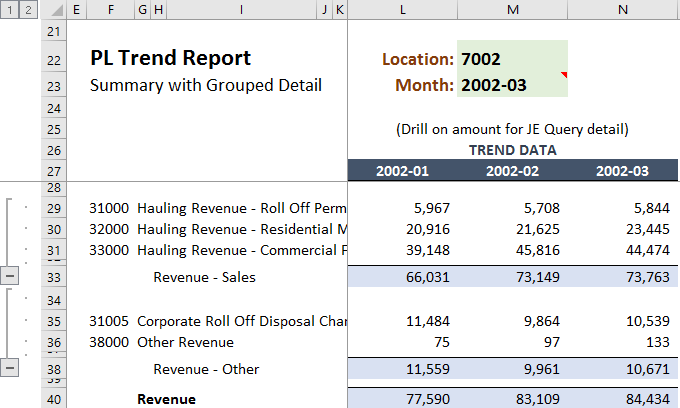 1 2 E F G H I J K L M N
21
22 PL Trend Report Location: 7002
23 Summary with Grouped Detail Month: 2002-03
24
25 (Drill on amount for JE Query detail)
26 TREND DATA
27 2002-01 2002-02 2002-03
28
29 31000 Hauling Revenue - Roll Off Perm 5,967 5,708 5,844
30 32000 Hauling Revenue - Residential M 20,916 21,625 23,445
31 33000 Hauling Revenue - Commercial F 39,148 45,816 44,474
33 Revenue - Sales 66,031 73,149 73,763
34
35 31005 Corporate Roll Off Disposal Char 11,484 9,864 10,539
36 38000 Other Revenue 75 97 133
38 Revenue - Other 11,559 9,961 10,671
40 Revenue 77,590 83,109 84,434